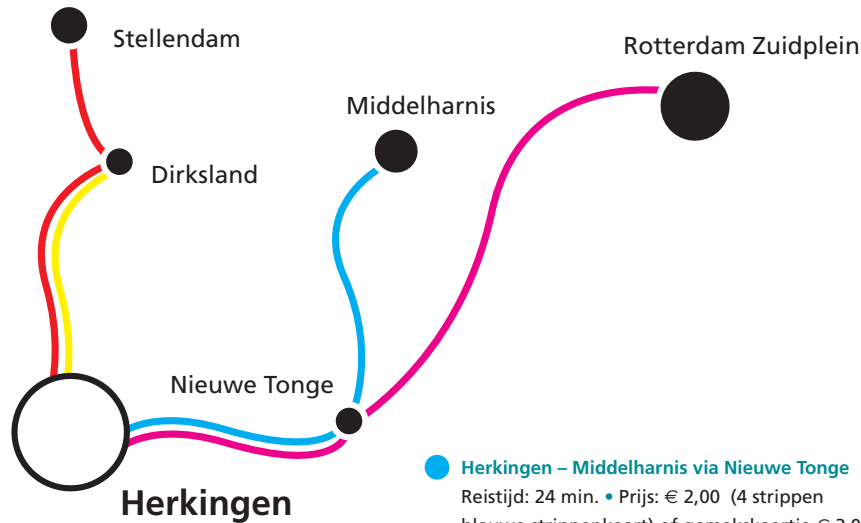 Stellendam
Rotterdam Zuidplein
Middelharnis
Dirksland
Nieuwe Tonge
Herkingen
Herkingen – Middelharnis via Nieuwe Tonge
Reistijd: 24 min. • Prijs: € 2,00 (4 strippen